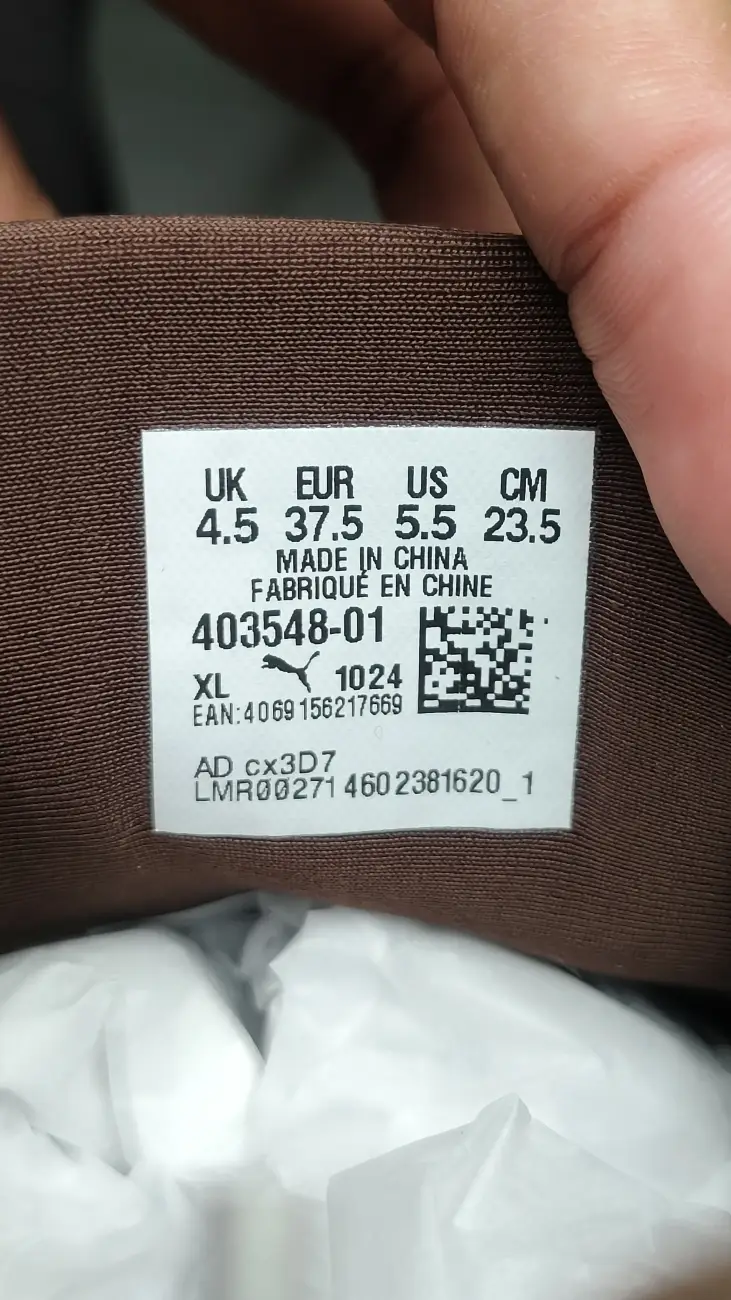 UK EUR US CM
4.5 37.5 5.5 23.5
MADE IN CHINA
FABRIQUÉ EN CHINE
403548-01
XL 1024
EAN:4069156217669
AD cx3D7
LMR00271 4602381620_1